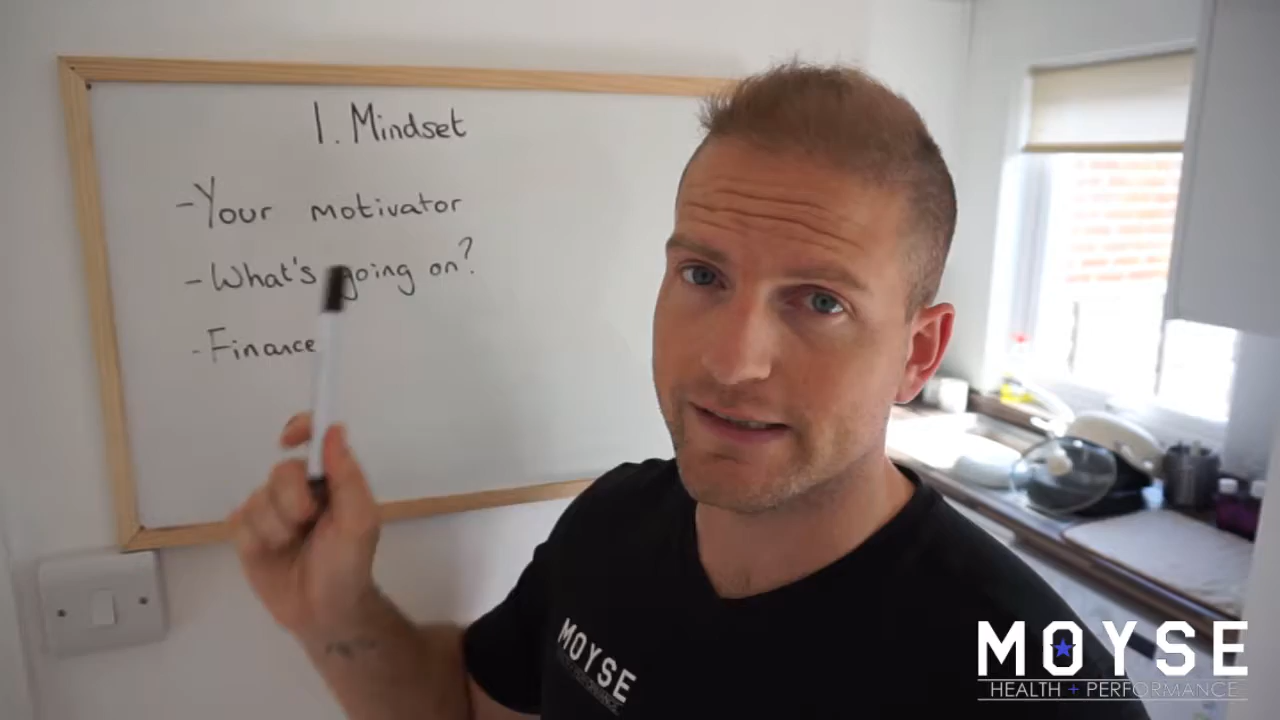 1. Mindset
- Your motivator
- What's going on?
- Finance
MOYSE
MOYSE
HEALTH + PERFORMANCE